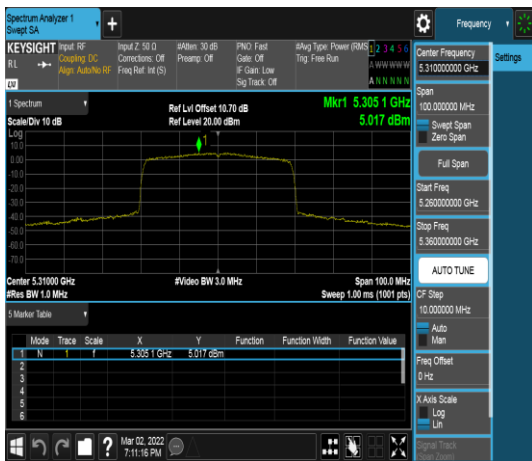 Spectrum Analyzer 1
Swept SA
+
Frequency
KEYSIGHT
RL
LXI
Input: RF
Coupling: DC
Align: Auto/No RF
Input Z: 50 Ω
Corrections: Off
Freq Ref: Int (S)
#Atten: 30 dB
Preamp: Off
PNO: Fast
Gate: Off
IF Gain: Low
Sig Track: Off
#Avg Type: Power (RMS
Trig: Free Run
1 2 3 4 5 6
A W W W W W
A N N N N N
Center Frequency
5.310000000 GHz
Settings
Span
100.000000 MHz
Swept Span
Zero Span
Full Span
Start Freq
5.260000000 GHz
Stop Freq
5.360000000 GHz
AUTO TUNE
CF Step
10.000000 MHz
Auto
Man
Freq Offset
0 Hz
X Axis Scale
Log
Lin
Signal Track
(Span Zoom)
1 Spectrum
Scale/Div 10 dB
Ref Lvl Offset 10.70 dB
Ref Level 20.00 dBm
Mkr1 5.305 1 GHz
5.017 dBm
Log
10.0
0.00
-10.0
-20.0
-30.0
-40.0
-50.0
-60.0
-70.0
1
Center 5.31000 GHz
#Res BW 1.0 MHz
#Video BW 3.0 MHz
Span 100.0 MHz
Sweep 1.00 ms (1001 pts)
5 Marker Table
Mode Trace Scale X Y Function Function Width Function Value
1 N 1 f 5.305 1 GHz 5.017 dBm
2
3
4
5
6
?
Mar 02, 2022
7:11:16 PM